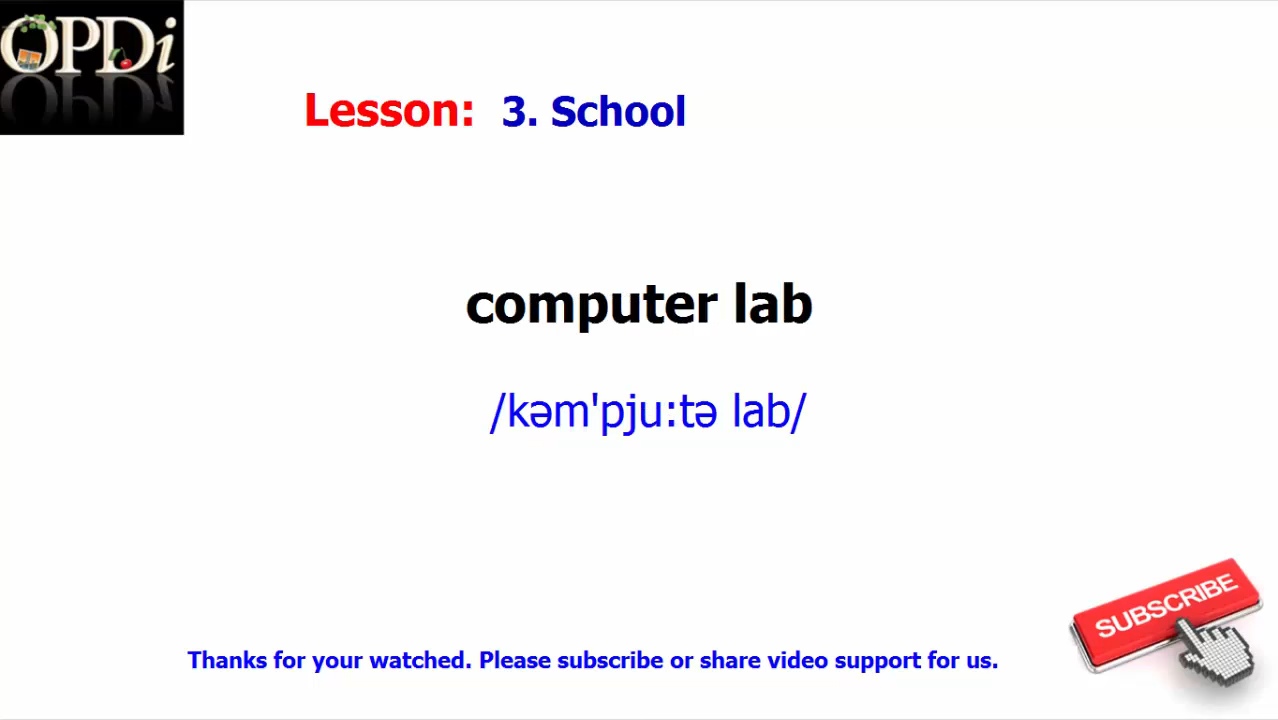 OPDi
Lesson: 3. School
computer lab
/kəm'pju:tə lab/
SUBSCRIBE
Thanks for your watched. Please subscribe or share video support for us.